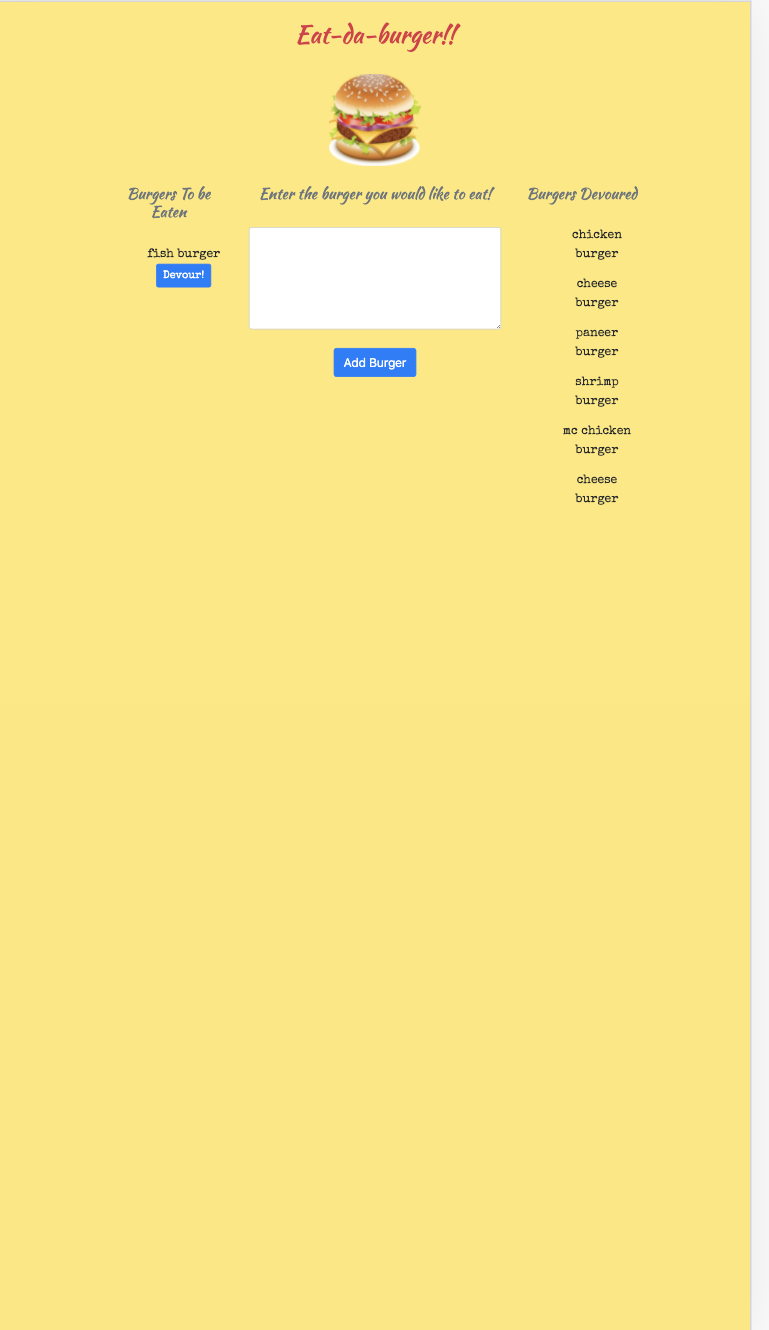 Eat-da-burger!!
Burgers To be
Eaten
fish burger
Devour!
Enter the burger you would like to eat!
Add Burger
Burgers Devoured
chicken
burger
cheese
burger
paneer
burger
shrimp
burger
mc chicken
burger
cheese
burger